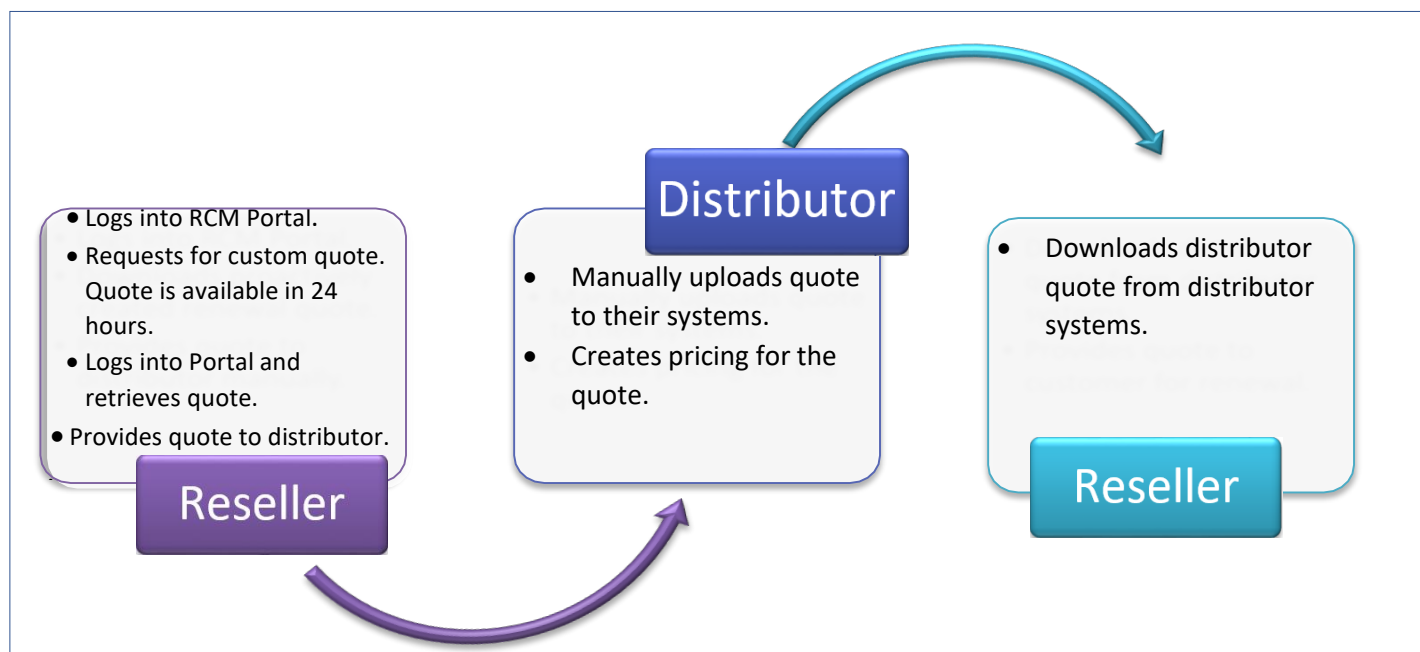 • Logs into RCM Portal.
• Requests for custom quote.
Quote is available in 24
hours.
• Logs into Portal and
retrieves quote.
• Provides quote to distributor.
Reseller
Distributor
• Manually uploads quote
to their systems.
• Creates pricing for the
quote.
• Downloads distributor
quote from distributor
systems.
Reseller